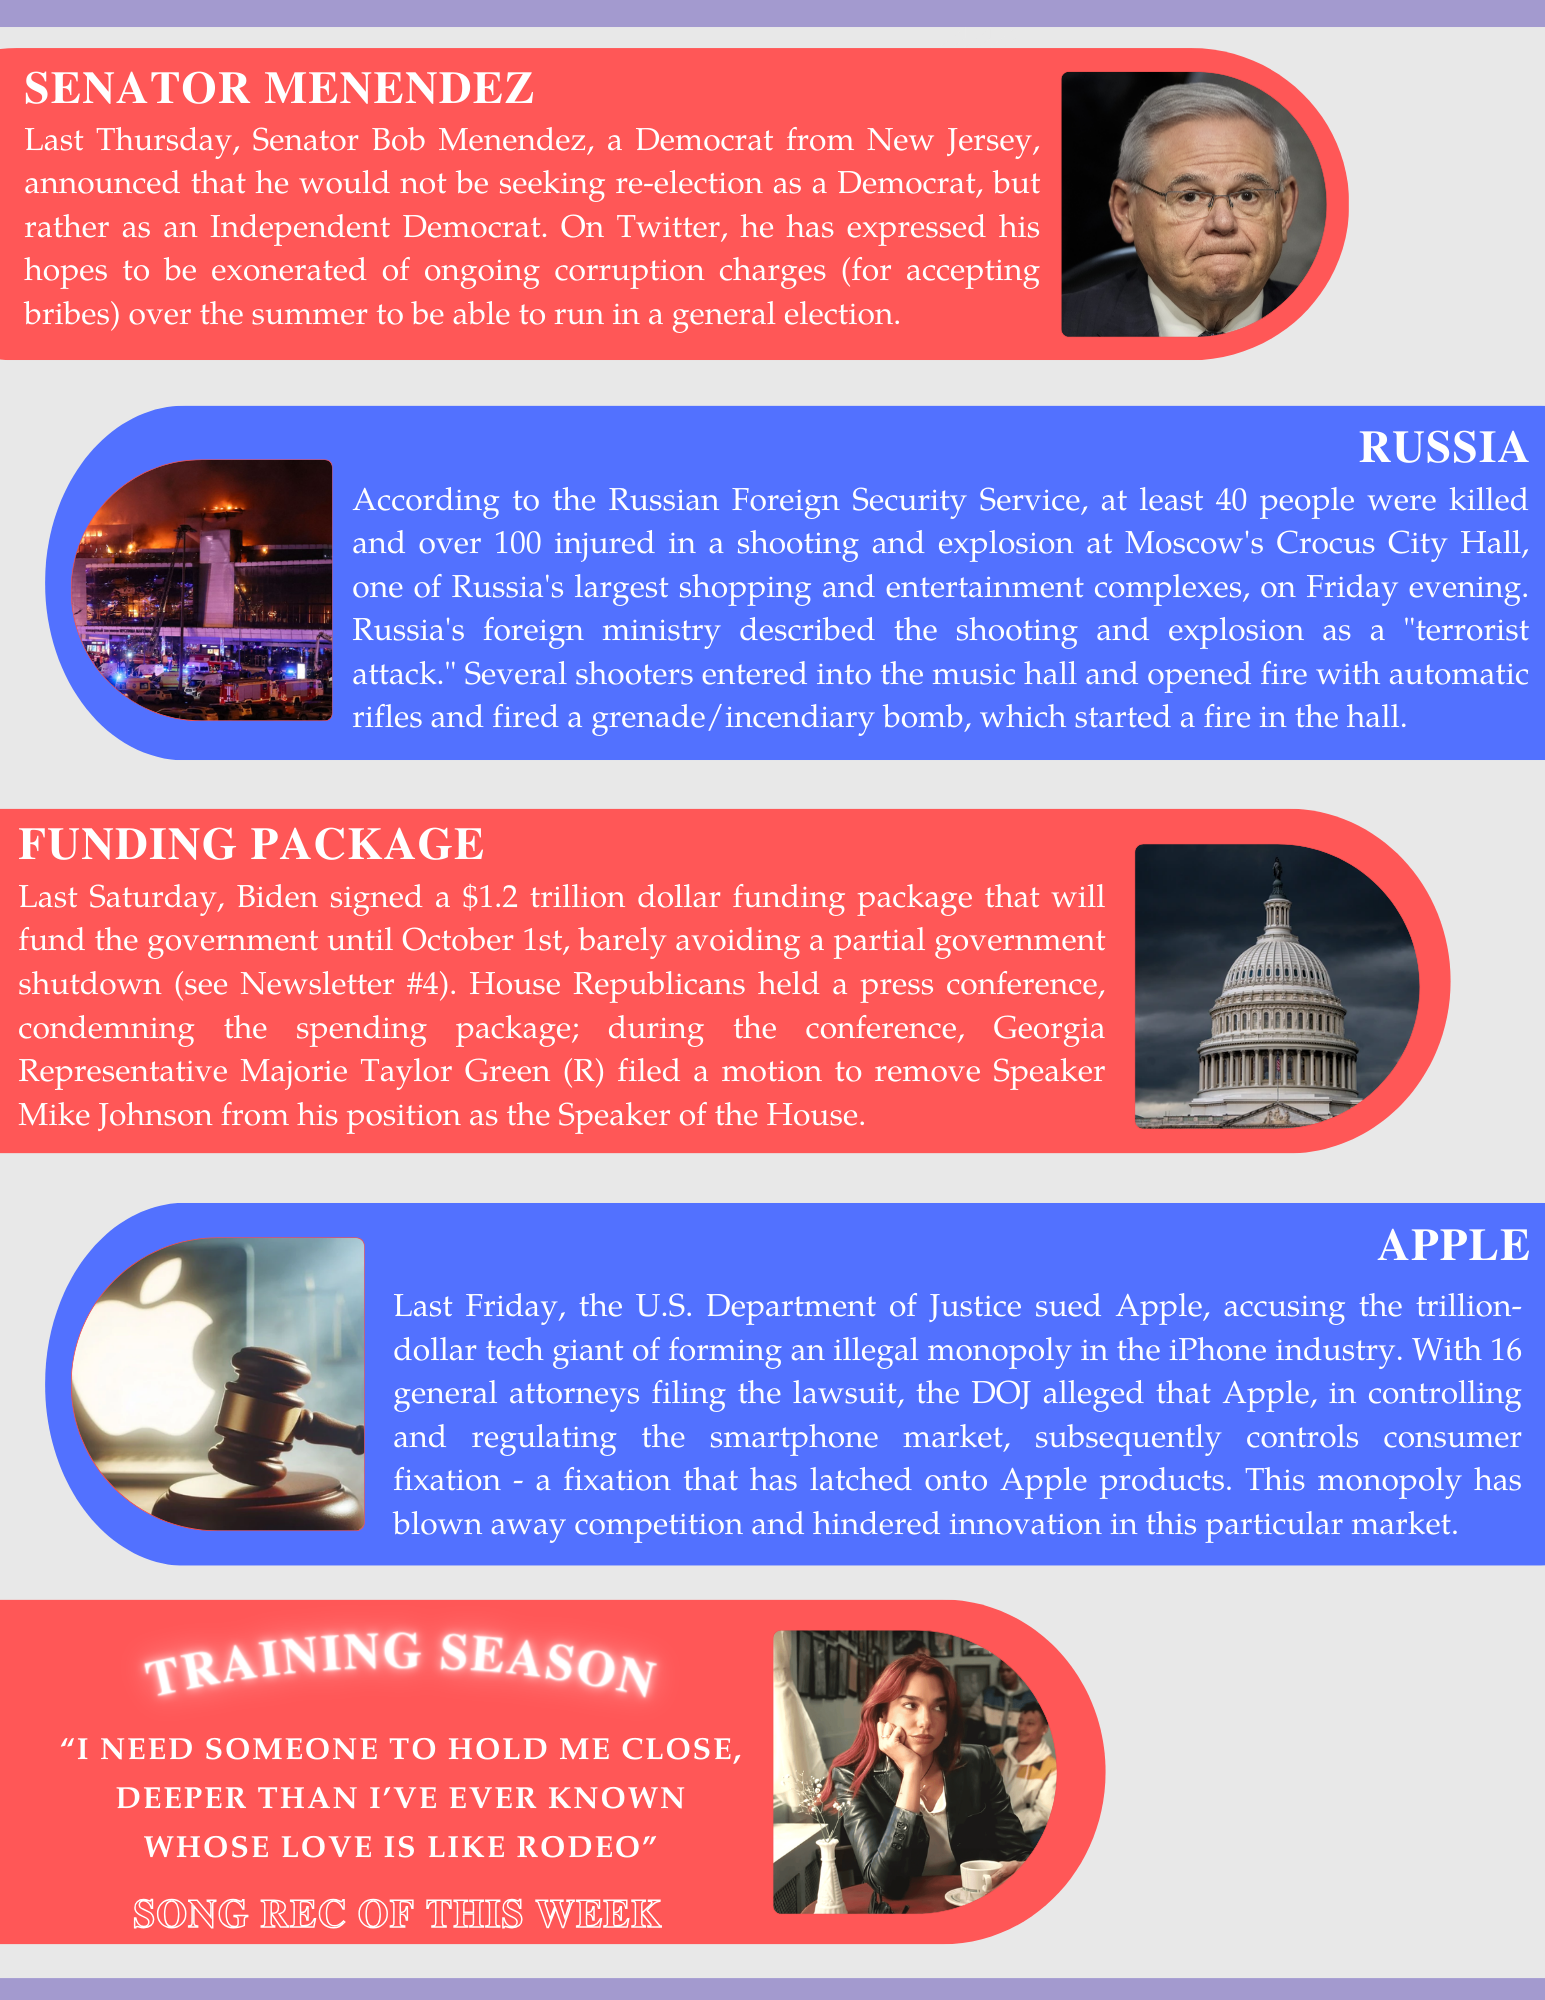 SENATOR MENENDEZ
Last Thursday, Senator Bob Menendez, a Democrat from New Jersey,
announced that he would not be seeking re-election as a Democrat, but
rather as an Independent Democrat. On Twitter, he has expressed his
hopes to be exonerated of ongoing corruption charges (for accepting
bribes) over the summer to be able to run in a general election.
RUSSIA
According to the Russian Foreign Security Service, at least 40 people were killed
and over 100 injured in a shooting and explosion at Moscow's Crocus City Hall,
one of Russia's largest shopping and entertainment complexes, on Friday evening.
Russia's foreign ministry described the shooting and explosion as a "terrorist
attack." Several shooters entered into the music hall and opened fire with automatic
rifles and fired a grenade/incendiary bomb, which started a fire in the hall.
FUNDING PACKAGE
Last Saturday, Biden signed a $1.2 trillion dollar funding package that will
fund the government until October 1st, barely avoiding a partial government
shutdown (see Newsletter #4). House Republicans held a press conference,
condemning the spending package; during the conference, Georgia
Representative Majorie Taylor Green (R) filed a motion to remove Speaker
Mike Johnson from his position as the Speaker of the House.
APPLE
Last Friday, the U.S. Department of Justice sued Apple, accusing the trillion-
dollar tech giant of forming an illegal monopoly in the iPhone industry. With 16
general attorneys filing the lawsuit, the DOJ alleged that Apple, in controlling
and regulating the smartphone market, subsequently controls consumer
fixation - a fixation that has latched onto Apple products. This monopoly has
blown away competition and hindered innovation in this particular market.
TRAINING SEASON
“I NEED SOMEONE TO HOLD ME CLOSE,
DEEPER THAN I’VE EVER KNOWN
WHOSE LOVE IS LIKE RODEO”
SONG REC OF THIS WEEK